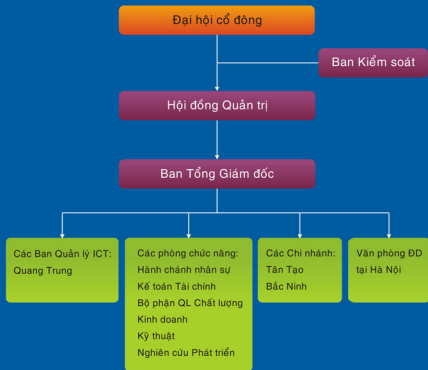 Đại hội cổ đông
Ban Kiểm soát
Hội đồng Quản trị
Ban Tổng Giám đốc
Các Ban Quản lý ICT:
Quang Trung
Các phòng chức năng:
Hành chánh nhân sự
Kế toán Tài chính
Bộ phận QL Chất lượng
Kinh doanh
Kỹ thuật
Nghiên cứu Phát triển
Các Chi nhánh:
Tân Tạo
Bắc Ninh
Văn phòng ĐD
tại Hà Nội